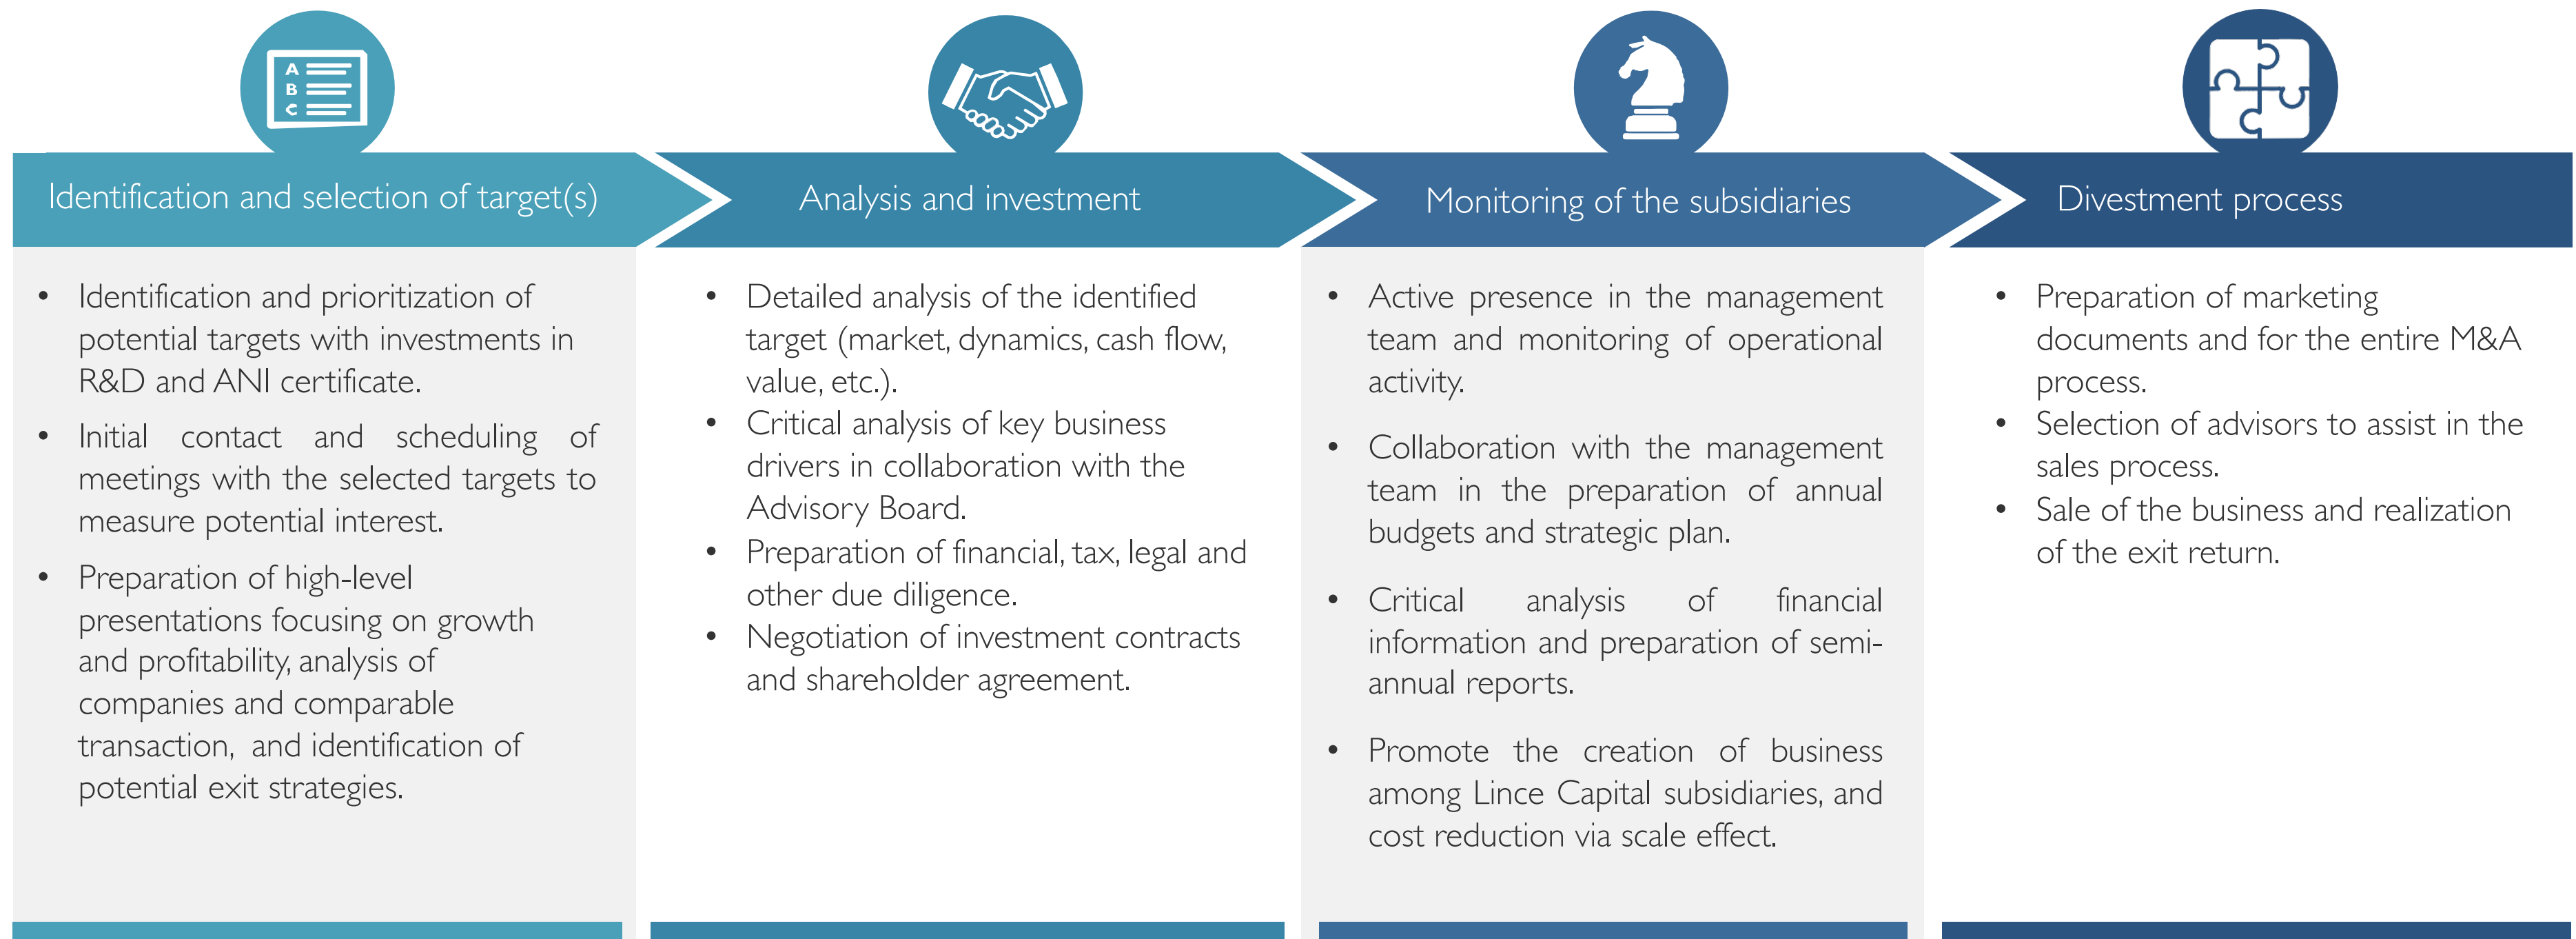 A
B
C
Identification and selection of target(s)
• Identification and prioritization of
potential targets with investments in
R&D and ANI certificate.
• Initial contact and scheduling of
meetings with the selected targets to
measure potential interest.
• Preparation of high-level
presentations focusing on growth
and profitability, analysis of
companies and comparable
transaction, and identification of
potential exit strategies.
Analysis and investment
• Detailed analysis of the identified
target (market, dynamics, cash flow,
value, etc.).
• Critical analysis of key business
drivers in collaboration with the
Advisory Board.
• Preparation of financial, tax, legal and
other due diligence.
• Negotiation of investment contracts
and shareholder agreement.
Monitoring of the subsidiaries
• Active presence in the management
team and monitoring of operational
activity.
• Collaboration with the management
team in the preparation of annual
budgets and strategic plan.
• Critical analysis of financial
information and preparation of semi-
annual reports.
• Promote the creation of business
among Lince Capital subsidiaries, and
cost reduction via scale effect.
Divestment process
• Preparation of marketing
documents and for the entire M&A
process.
• Selection of advisors to assist in the
sales process.
• Sale of the business and realization
of the exit return.